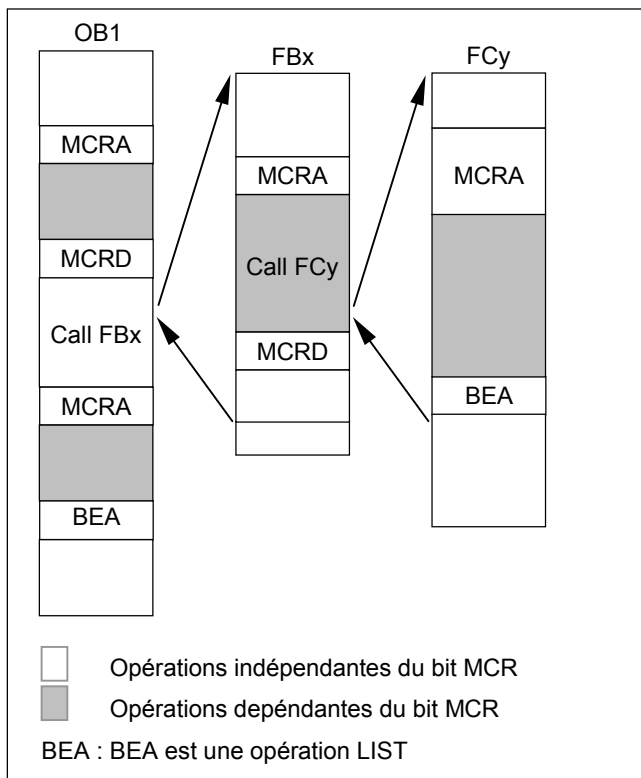 OB1
MCRA
MCRD
Call FBx
MCRA
BEA
FBx
MCRA
Call FCy
MCRD
FCy
MCRA
BEA
Opérations indépendantes du bit MCR
Opérations depéndantes du bit MCR
BEA : BEA est une opération LIST